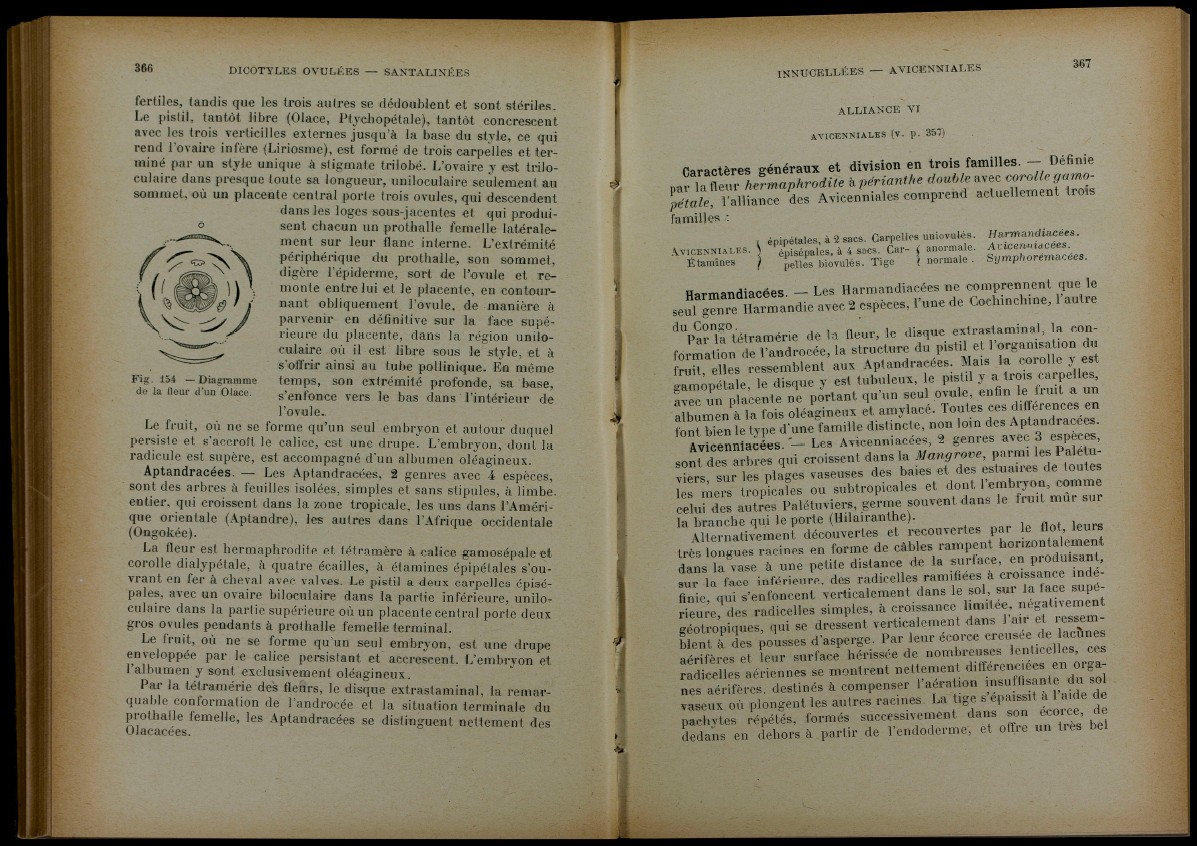 366
DICOTYLES OVULÉES — SANTALINÉES
fertiles, tandis que les trois autres se dédoublent et sont stériles.
Le pistil, tantôt libre (Olace, Ptychopétale), tantôt concrescent
avec les trois verticilles externes jusqu'à la base du style, ce qui
rend l'ovaire infère (Liriosme), est formé de trois carpelles et ter-
miné par un style unique à stigmate trilobé. L'ovaire y est trilo-
culaire dans presque toute sa longueur, uniloculaire seulement au
sommet, où un placente central porte trois ovules, qui descendent
dans les loges sous-jacentes et qui produi-
sent chacun un prothalle femelle latérale-
ment sur leur flanc interne. L'extrémité
périphérique du prothalle, son sommet,
digère l'épiderme, sort de l'ovule et re-
monte entre lui et le placente, en contour-
nant obliquement l'ovule, de manière à
parvenir en définitive sur la face supé-
rieure du placente, dans la région unilo-
culaire où il est libre sous le style, et à
s'offrir ainsi au tube pollinique. En même
temps, son extrémité profonde, sa base,
s'enfonce vers le bas dans l'intérieur de
l'ovule.
Fig. 154 — Diagramme
de la fleur d'un Olace.
Le fruit, où ne se forme qu'un seul embryon et autour duquel
persiste et s'accroît le calice, est une drupe. L'embryon, dont la
radicule est supère, est accompagné d'un albumen oléagineux.
Aptandracées. — Les Aptandracées, 2 genres avec 4 espèces,
sont des arbres à feuilles isolées, simples et sans stipules, à limbe
entier, qui croissent dans la zone tropicale, les uns dans l'Améri-
que orientale (Aptandre), les autres dans l'Afrique occidentale
(Ongokée).
La fleur est hermaphrodite et tétramère à calice gamosépale et
corolle dialypétale, à quatre écailles, à étamines épipétales s'ou-
vrant en fer à cheval avec valves. Le pistil a deux carpelles épisé-
pales, avec un ovaire biloculaire dans la partie inférieure, unilo-
culaire dans la partie supérieure où un placente central porte deux
gros ovules pendants à prothalle femelle terminal.
Le fruit, où ne se forme qu'un seul embryon, est une drupe
enveloppée par le calice persistant et accrescent. L'embryon et
l'albumen y sont exclusivement oléagineux.
Par la tétramérie des fleurs, le disque extrastaminal, la remar-
quable conformation de l'androcée et la situation terminale du
prothalle femelle, les Aptandracées se distinguent nettement des
Olacacées.
INNUCELLÉES — AVICENNIALES
367
ALLIANCE VI
AVICENNIALES (v. p. 357)
Caractères généraux et division en trois familles. — Définie
par la fleur hermaphrodite à périanthe double avec corolle gamo-
pétale, l'alliance des Avicenniales comprend actuellement trois
familles :
AVICENNIALES. Étamines
épipétales, à 2 sacs. Carpelles uniovulés. Harmandiacées.
épisépales, à 4 sacs. Car- anormale. Avicenniacées.
pelles biovulés. Tige normale. Symphorémacées.
Harmandiacées. — Les Harmandiacées ne comprennent que le
seul genre Harmandie avec 2 espèces, l'une de Cochinchine, l'autre
du Congo.
Par la tétramérie de la fleur, le disque extrastaminal, la con-
formation de l'androcée, la structure du pistil et l'organisation du
fruit, elles ressemblent aux Aptandracées. Mais la corolle y est
gamopétale, le disque y est tubuleux, le pistil y a trois carpelles,
avec un placente ne portant qu'un seul ovule, enfin le fruit a un
albumen à la fois oléagineux et amylacé. Toutes ces différences en
font bien le type d'une famille distincte, non loin des Aptandracées.
Avicenniacées. — Les Avicenniacées, 2 genres avec 3 espèces,
sont des arbres qui croissent dans la Mangrove, parmi les Palétu-
viers, sur les plages vaseuses des baies et des estuaires de toutes
les mers tropicales ou subtropicales et dont l'embryon, comme
celui des autres Palétuviers, germe souvent dans le fruit mûr sur
la branche qui le porte (Hilairanthe).
Alternativement découvertes et recouvertes par le flot, leurs
très longues racines en forme de câbles rampent horizontalement
dans la vase à une petite distance de la surface, en produisant,
sur la face inférieure, des radicelles ramifiées à croissance indé-
finie, qui s'enfoncent verticalement dans le sol, sur la face supé-
rieure, des radicelles simples, à croissance limitée, négativement
géotropiques, qui se dressent verticalement dans l'air et ressem-
blent à des pousses d'asperge. Par leur écorce creusée de lacunes
aérifères et leur surface hérissée de nombreuses lenticelles, ces
radicelles aériennes se montrent nettement différenciées en orga-
nes aérifères, destinés à compenser l'aération insuffisante du sol
vaseux où plongent les autres racines. La tige s'épaissit à l'aide de
pachytes répétés, formés successivement dans son écorce, de
dedans en dehors à partir de l'endoderme, et offre un très bel